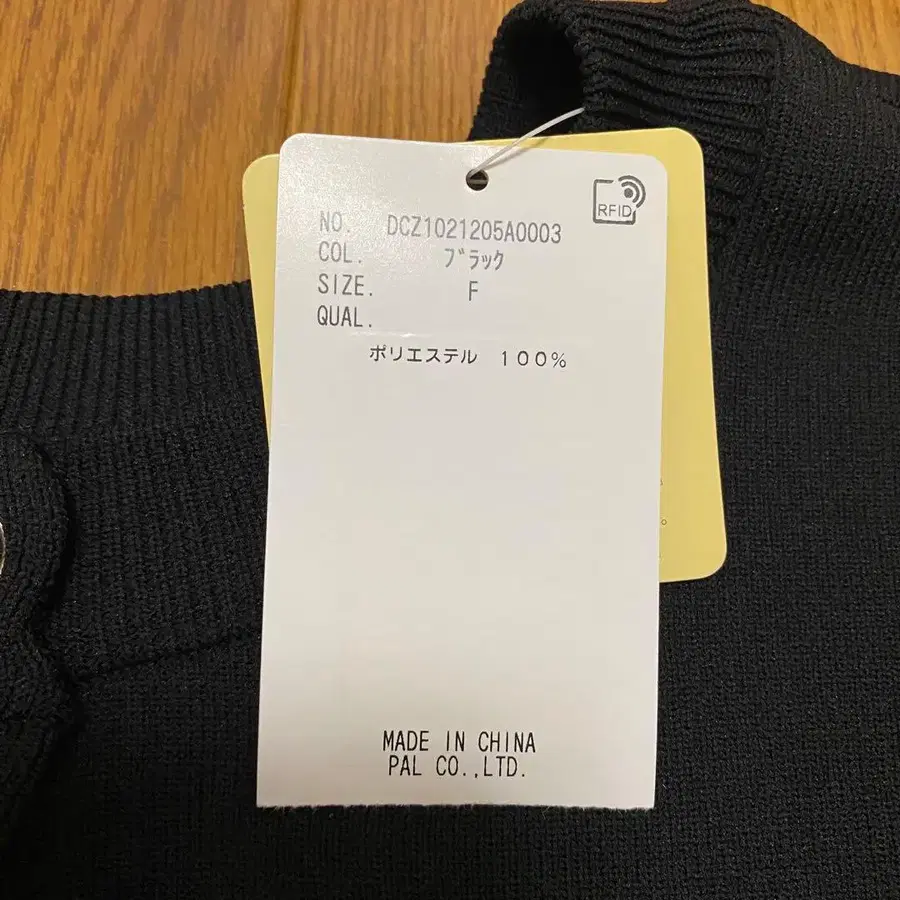 RFID
NO. DCZ1021205A0003
COL. ﾌﾞﾗｯｸ
SIZE. F
QUAL.
ポリエステル １００％
MADE IN CHINA
PAL CO.,LTD.